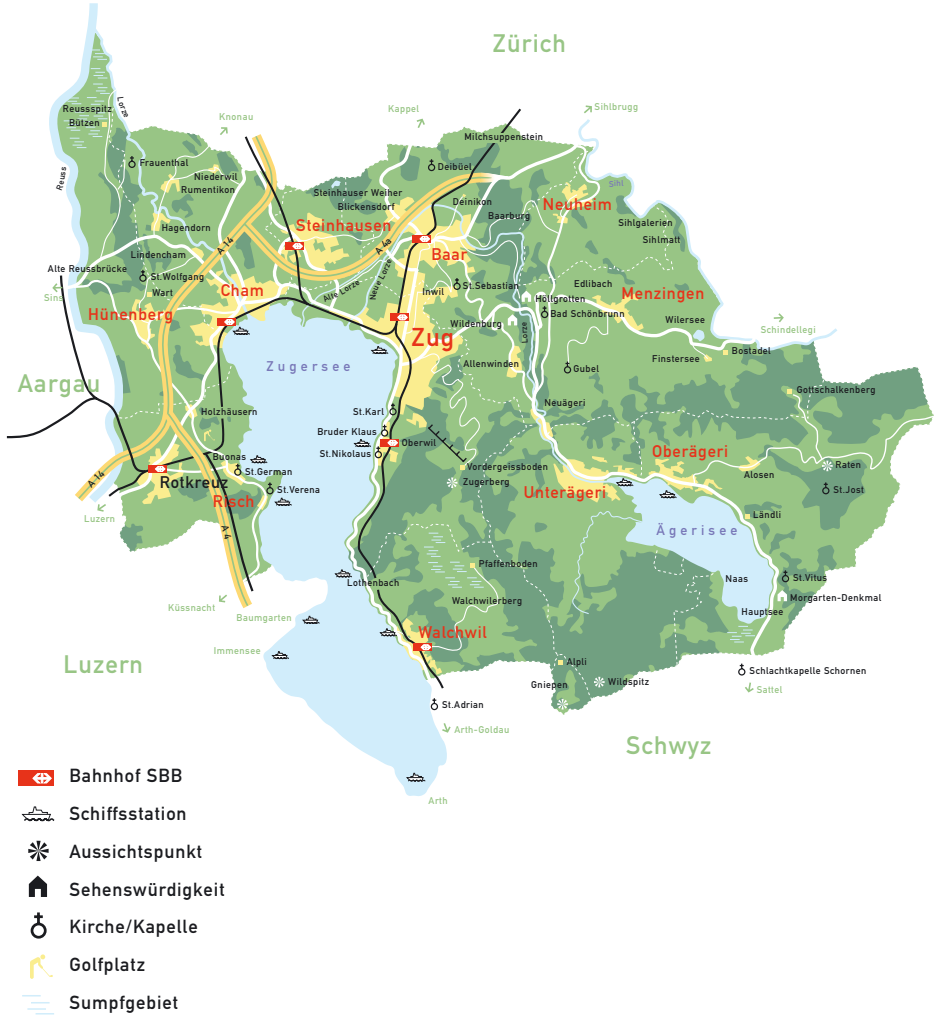 Zürich
Sihlbrugg
Kappel
Knonau
Reussspitz
Bützen
Lorze
Milchsuppenstein
Frauenthal
Deibüel
Niederwil
Rumentikon
Reuss
Steinhauser Weiher
Blickensdorf
Sihl
Deinikon
Baarburg
Neuheim
Sihlgalerien
Sihlmatt
Hagendorn
Steinhausen
A 14
A 4a
Baar
Lindencham
Alte Reussbrücke
St.Wolfgang
Sins
Wart
Cham
Alte Lorze
Neue Lorze
Inwil
St.Sebastian
Edlibach
Menzingen
Höllgrotten
Bad Schönbrunn
Hünenberg
Wildenburg
Lorze
Wilersee
Schindellegi
Zug
Zugersee
Allenwinden
Gubel
Finstersee
Bostadel
Aargau
Gottschalkenberg
Holzhäusern
St.Karl
Neuägeri
Bruder Klaus
Oberwil
St.Nikolaus
Buonas
St.German
Oberägeri
Vordergeissboden
Raten
Alosen
Rotkreuz
A 14
Zugerberg
Unterägeri
St.Jost
St.Verena
Risch
Luzern
A 4
Ländli
Ägerisee
Pfaffenboden
Lothenbach
Naas
St.Vitus
Walchwilerberg
Morgarten-Denkmal
Küssnacht
Baumgarten
Hauptsee
Walchwil
Immensee
Luzern
Alpli
Schlachtkapelle Schornen
Gniepen
Wildspitz
Sattel
St.Adrian
Arth-Goldau
Schwyz
Arth
Bahnhof SBB
Schiffsstation
Aussichtspunkt
Sehenswürdigkeit
Kirche/Kapelle
Golfplatz
Sumpfgebiet